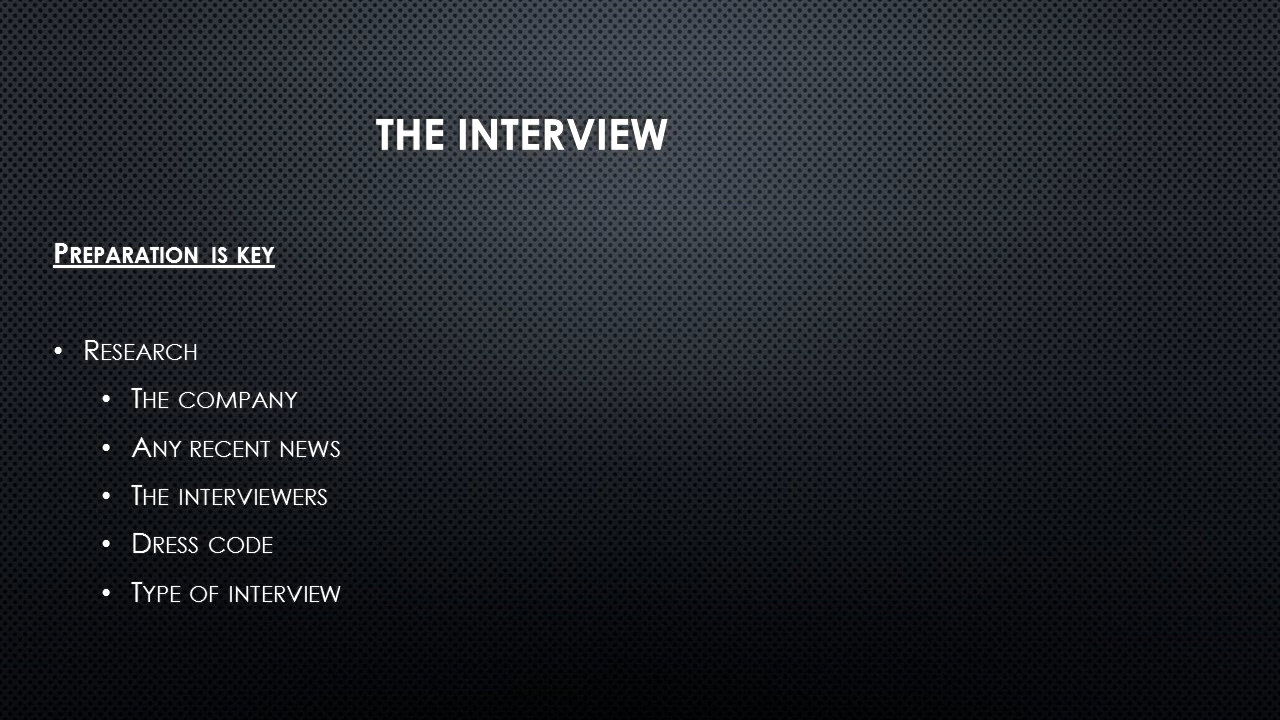 THE INTERVIEW
PREPARATION IS KEY
• RESEARCH
• THE COMPANY
• ANY RECENT NEWS
• THE INTERVIEWERS
• DRESS CODE
• TYPE OF INTERVIEW